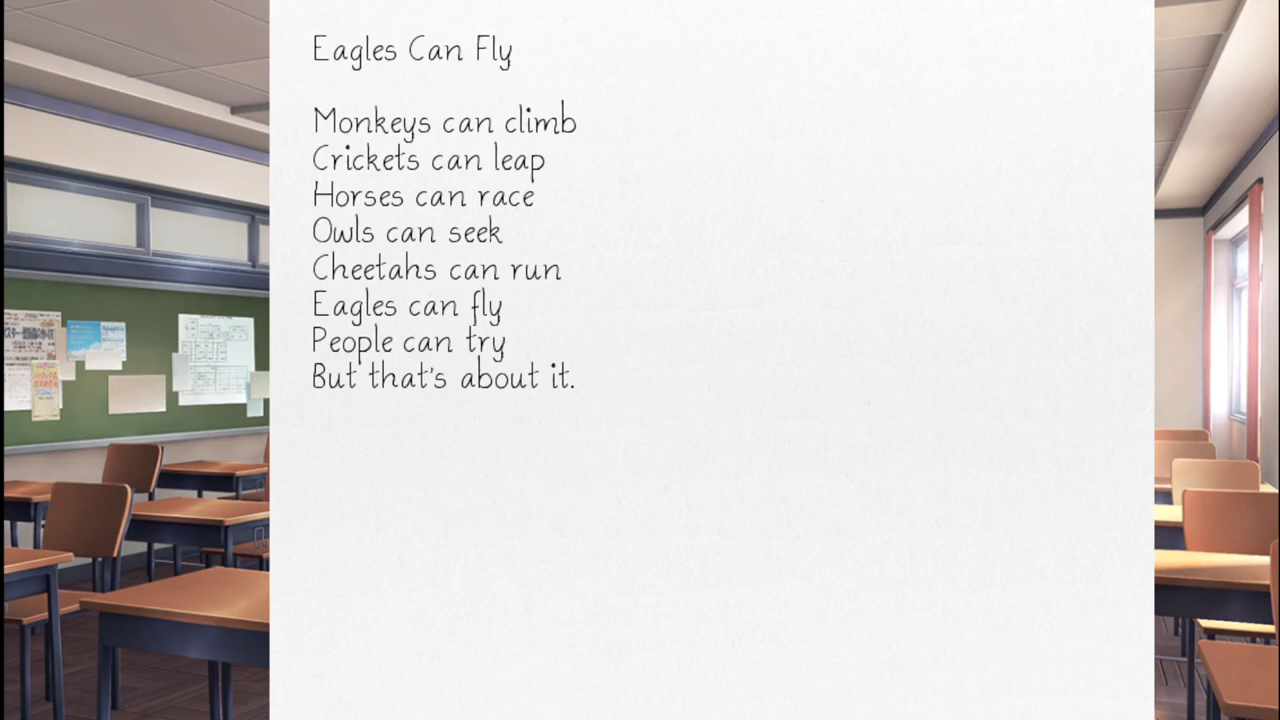 Eagles Can Fly
Monkeys can climb
Crickets can leap
Horses can race
Owls can seek
Cheetahs can run
Eagles can fly
People can try
But that's about it.